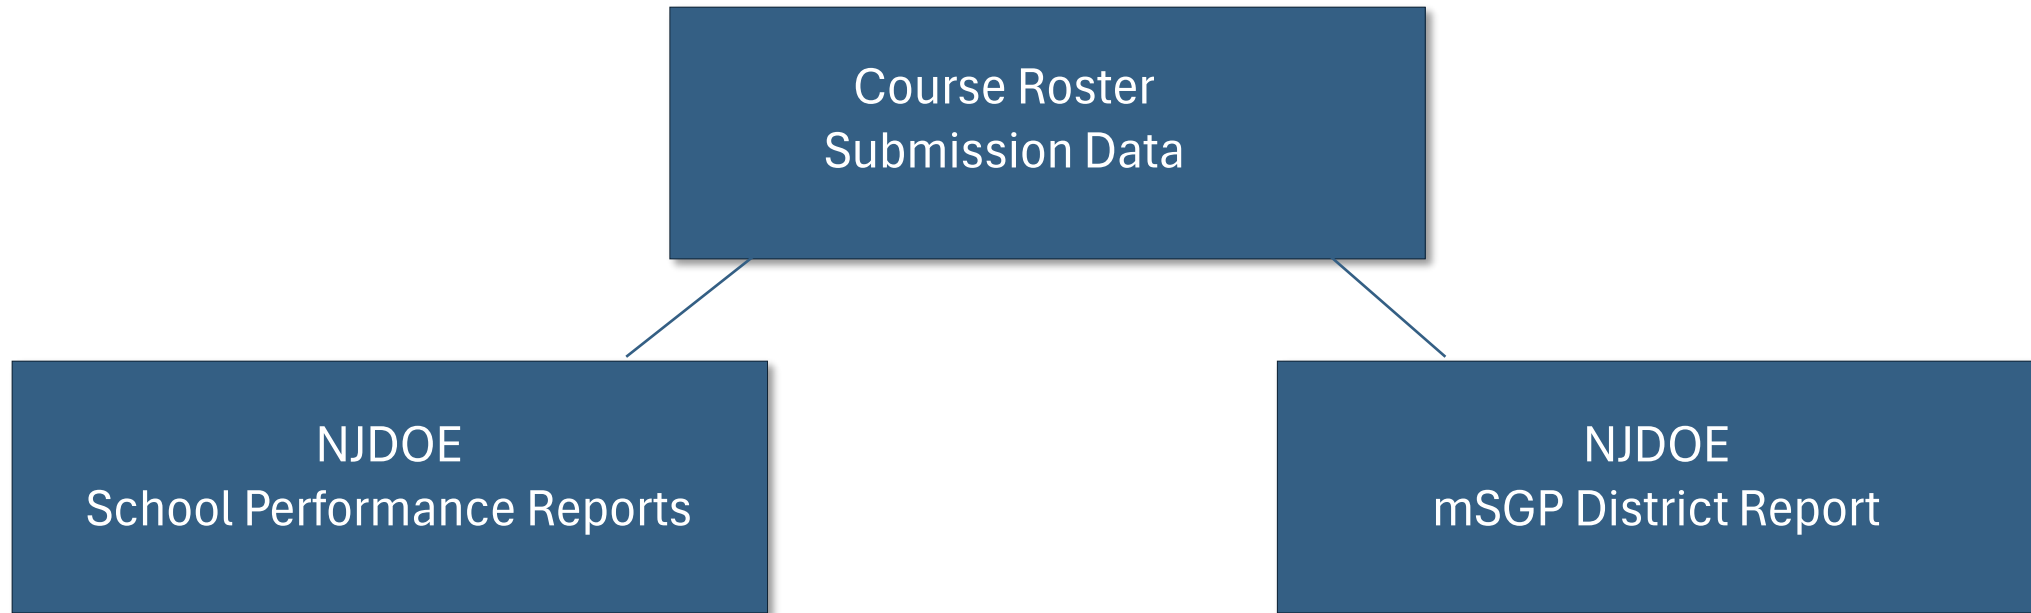 Course Roster
Submission Data
NJDOE
School Performance Reports
NJDOE
mSGP District Report